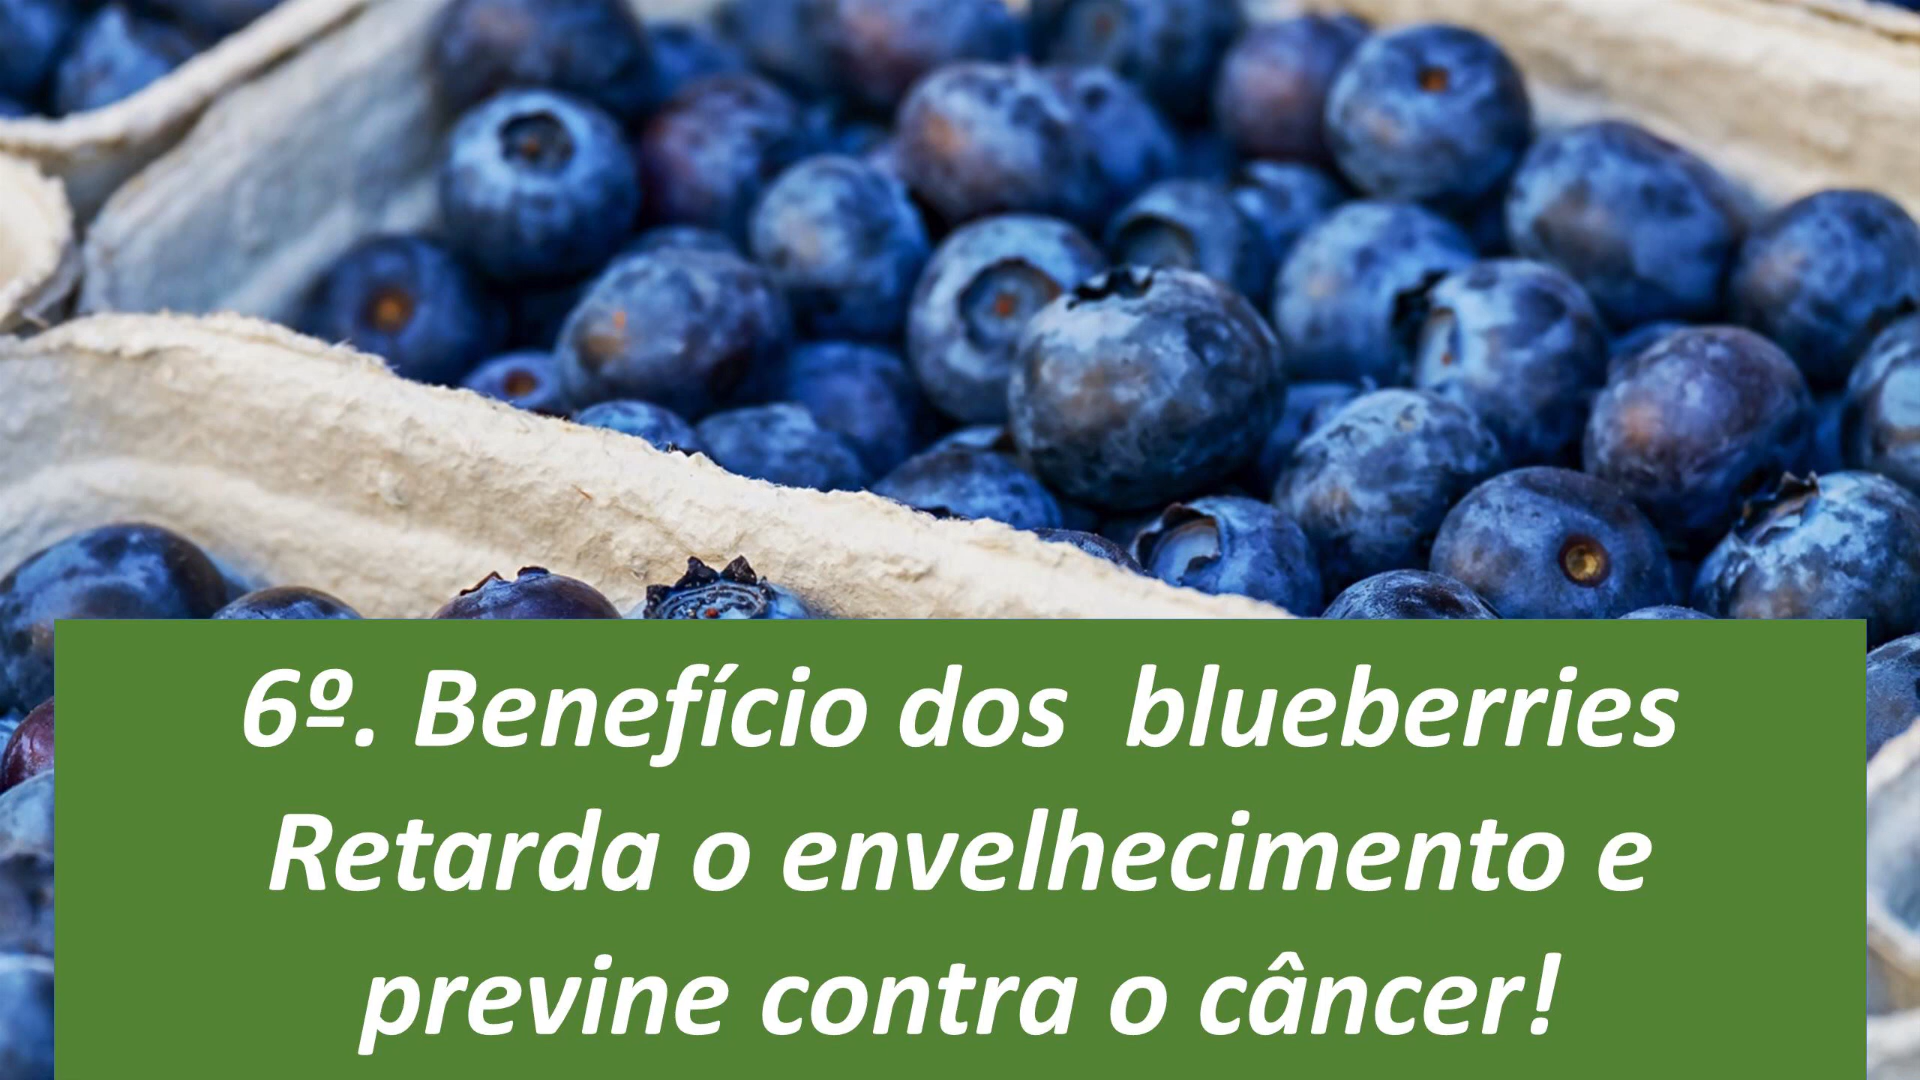 6º. Benefício dos  blueberries
Retarda o envelhecimento e
previne contra o câncer!